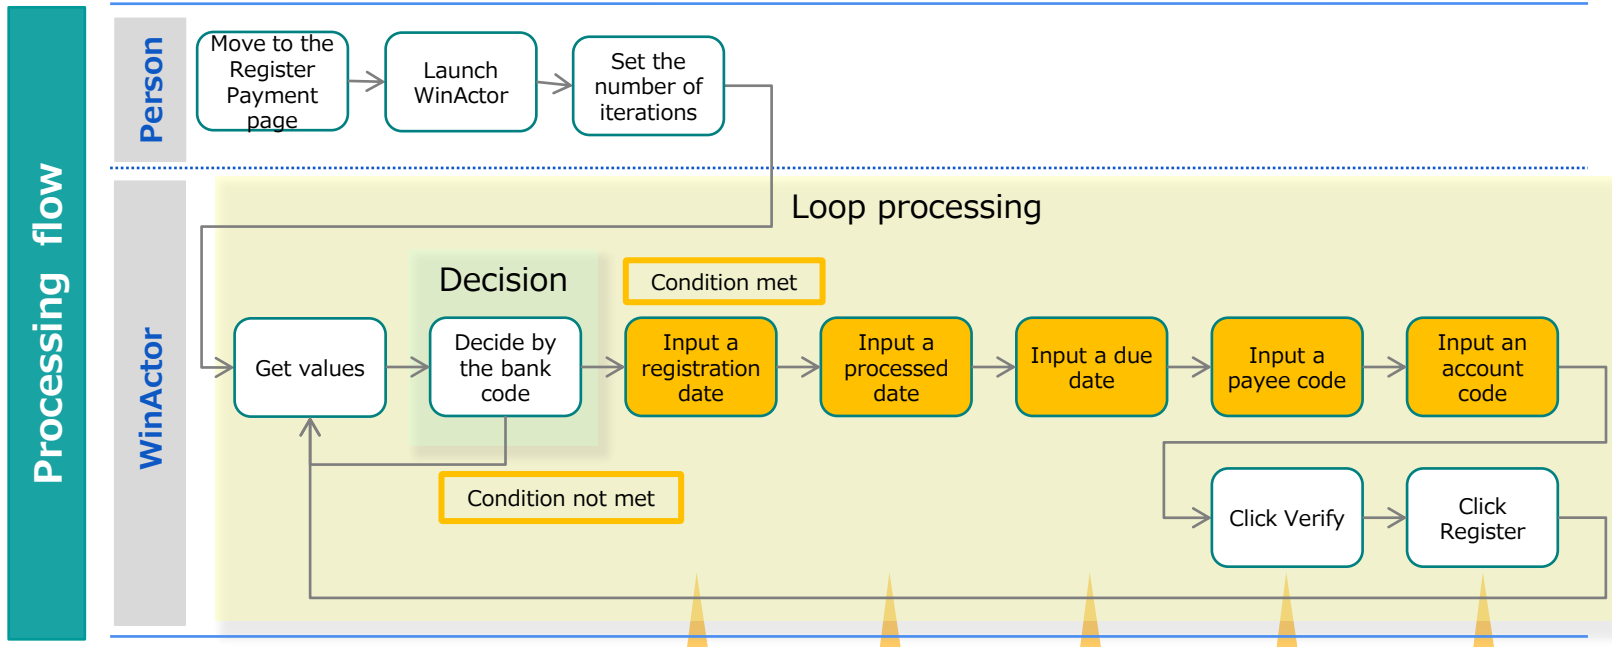 Processing flow
Person
Move to the
Register
Payment
page
Launch
WinActor
Set the
number of
iterations
WinActor
Loop processing
Decision
Condition met
Get values
Decide by
the bank
code
Input a
registration
date
Input a
processed
date
Input a due
date
Input a
payee code
Input an
account
code
Condition not met
Click Verify
Click
Register